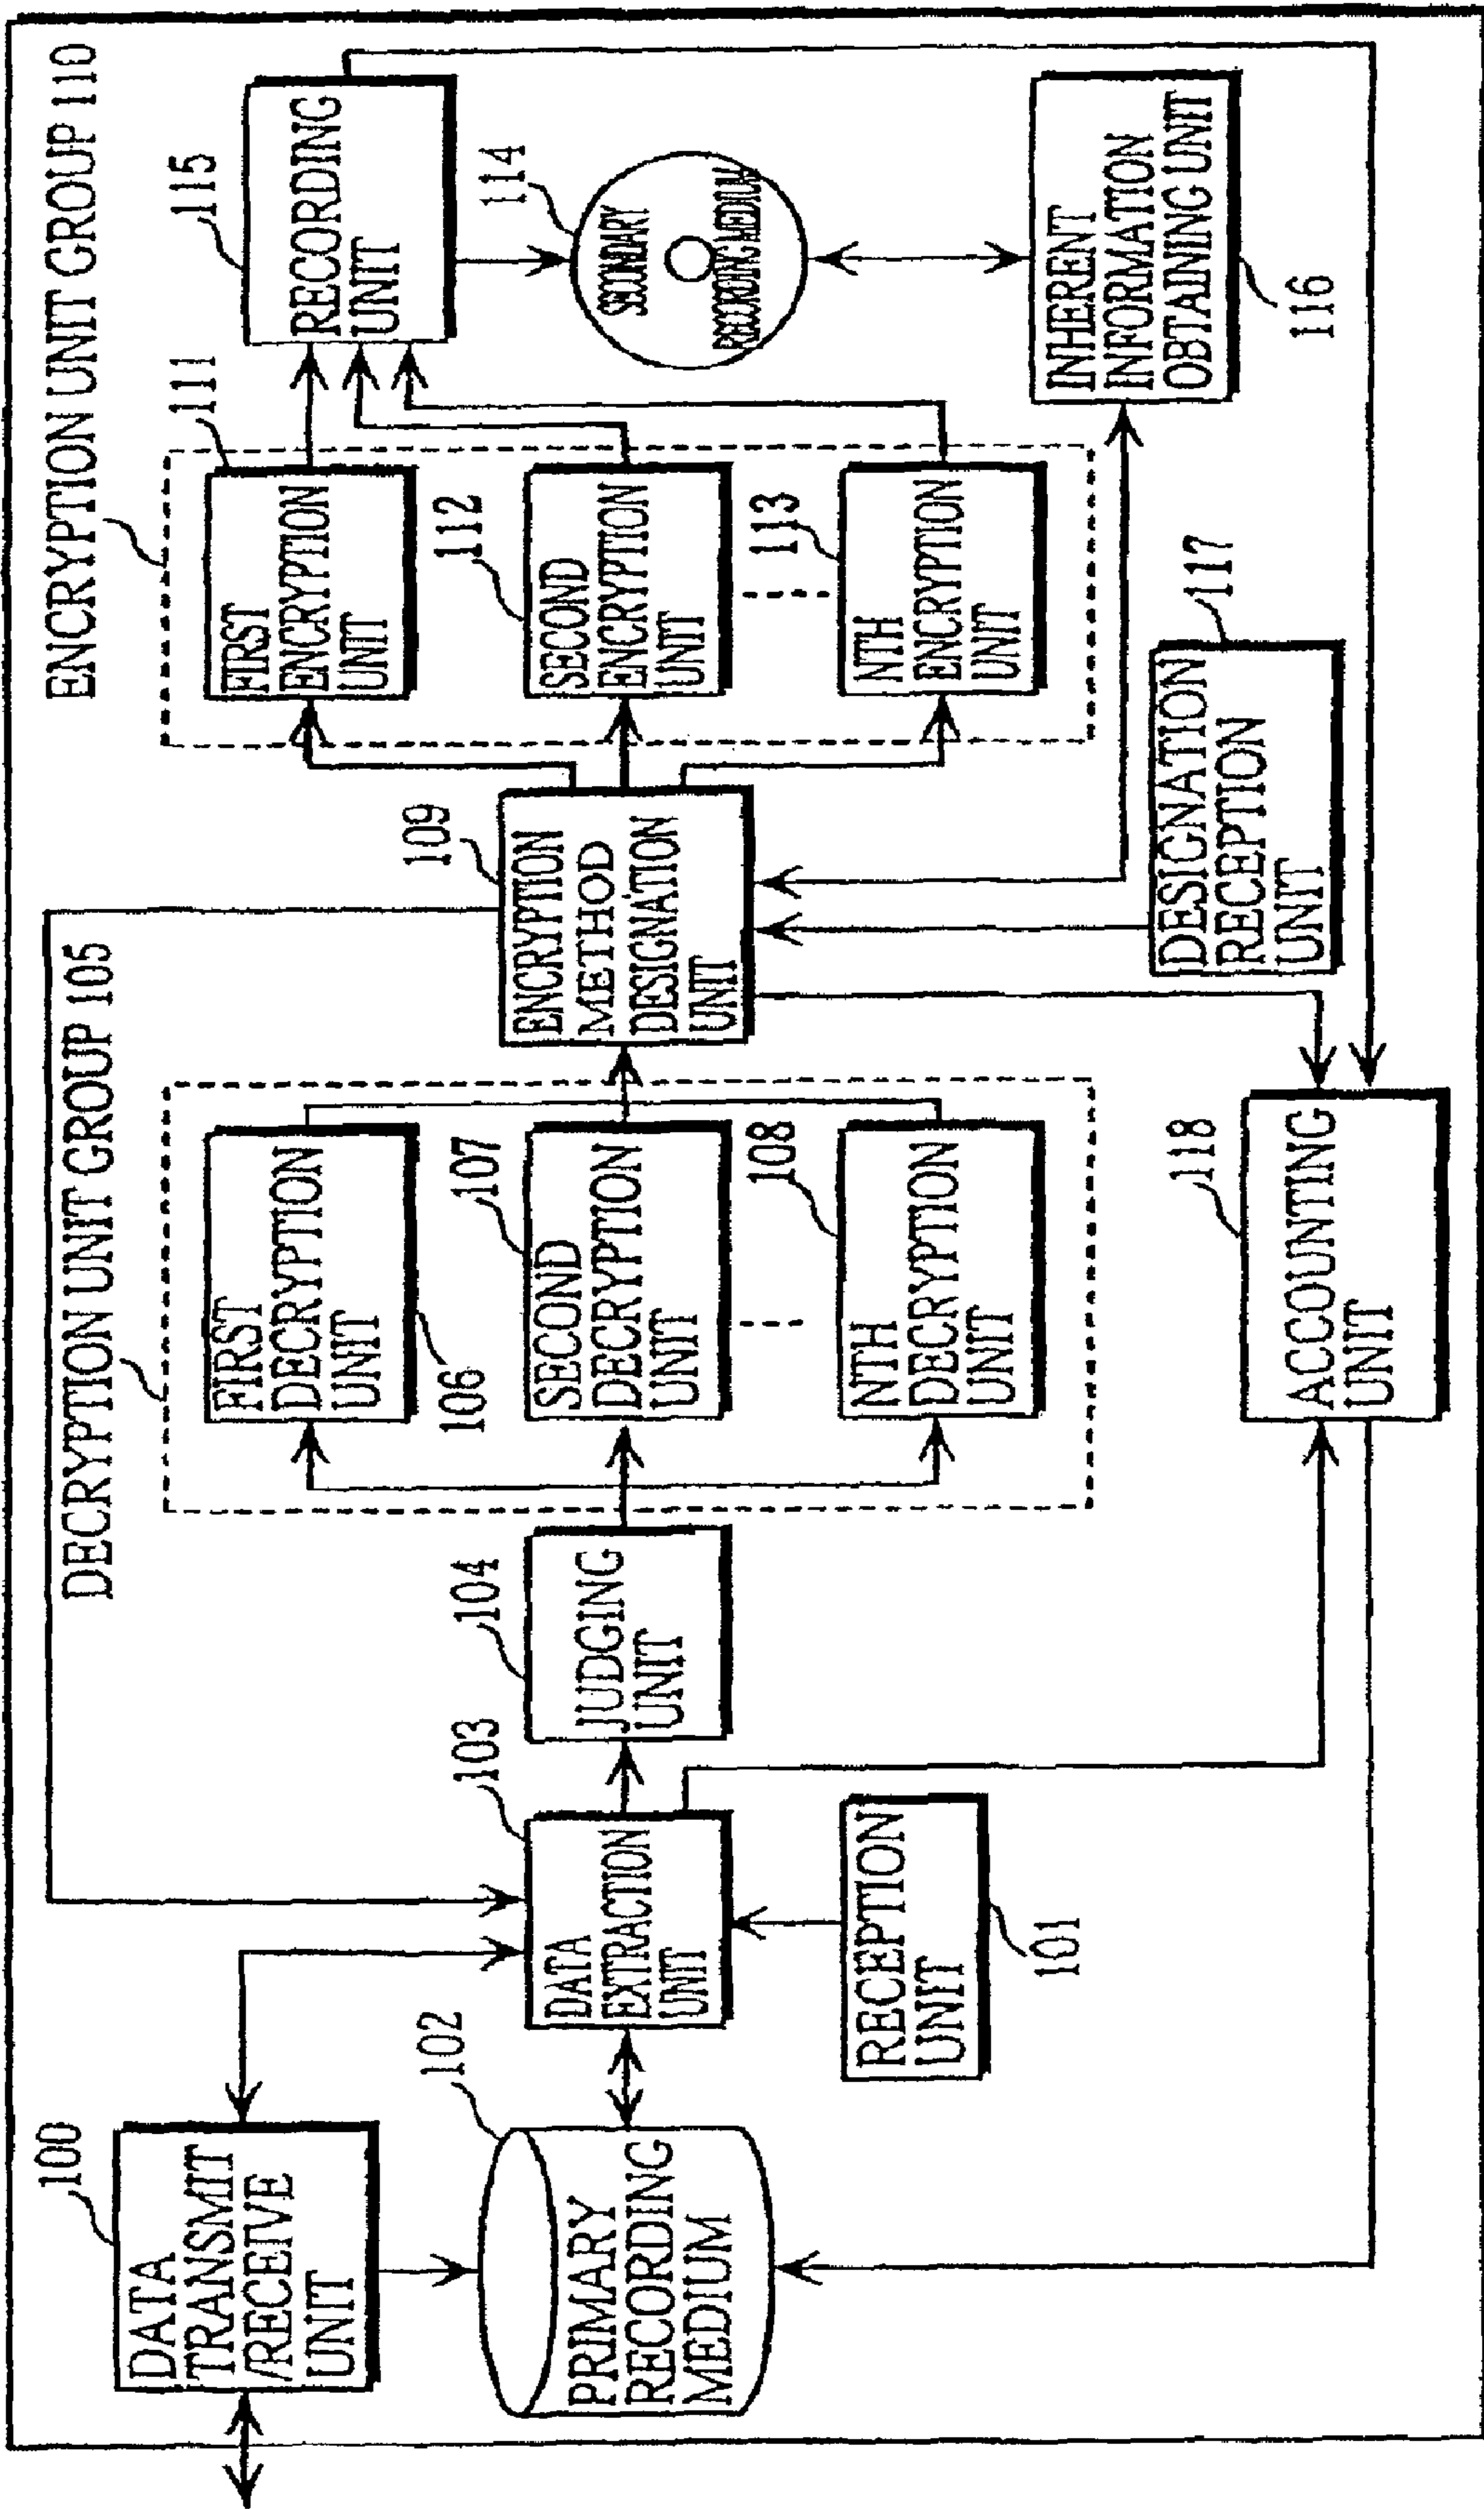 ENCRYPTION UNIT GROUP 110
DECRYPTION UNIT GROUP 105
100
DATA
TRANSMIT
/RECEIVE
UNIT
102
PRIMARY
RECORDING
MEDIUM
103
DATA
EXTRACTION
UNIT
RECEPTION
UNIT
101
104
JUDGING
UNIT
FIRST
DECRYPTION
UNIT
106
107
SECOND
DECRYPTION
UNIT
108
NTH
DECRYPTION
UNIT
109
ENCRYPTION
METHOD
DESIGNATION
UNIT
111
FIRST
ENCRYPTION
UNIT
112
SECOND
ENCRYPTION
UNIT
113
NTH
ENCRYPTION
UNIT
115
RECORDING
UNIT
114
SECONDARY
RECORDING MEDIUM
INHERENT
INFORMATION
OBTAINING UNIT
116
117
DESIGNATION
RECEPTION
UNIT
118
ACCOUNTING
UNIT